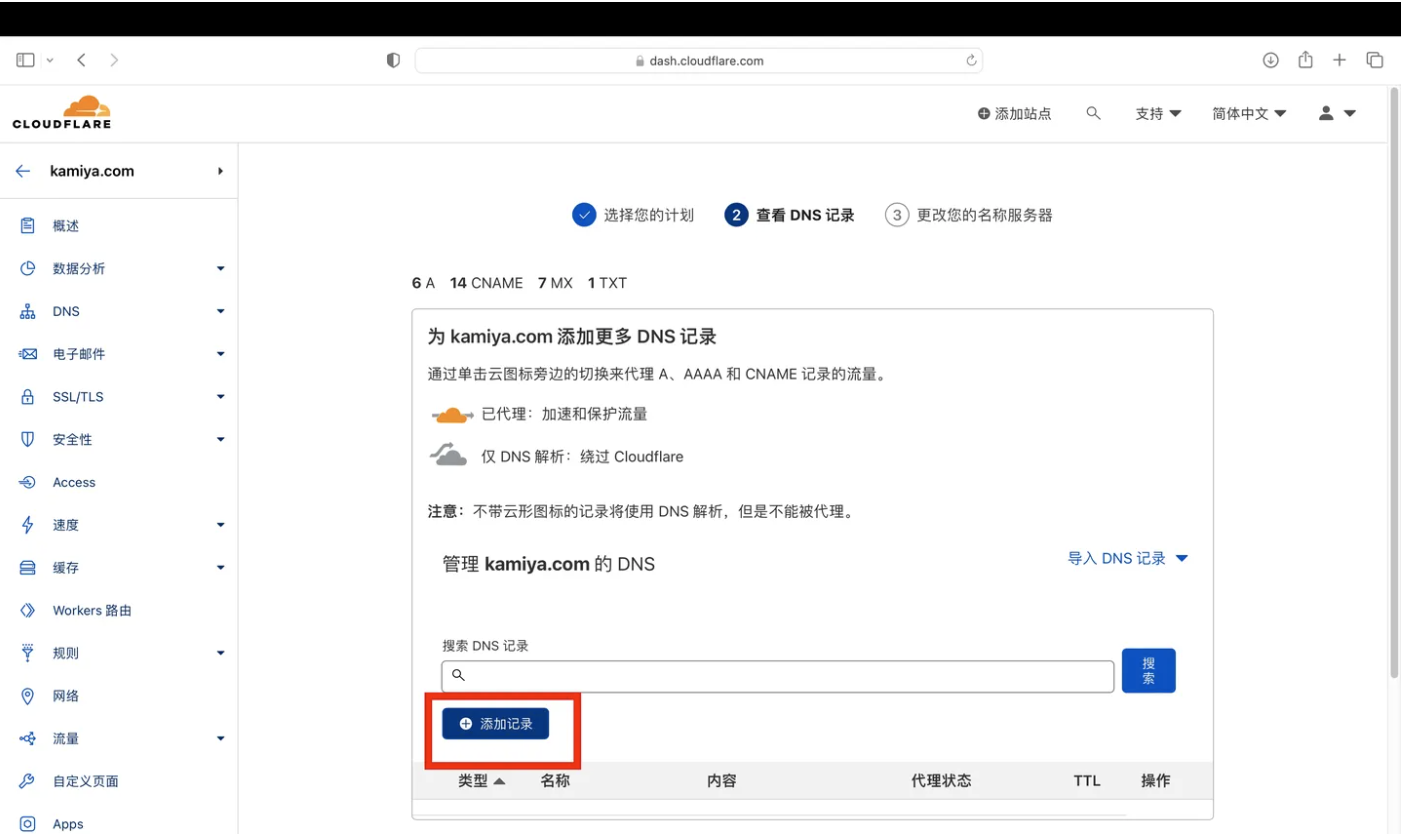 dash.cloudflare.com
CLOUDFLARE
添加站点
支持
简体中文
kamiya.com
概述
数据分析
DNS
电子邮件
SSL/TLS
安全性
Access
速度
缓存
Workers 路由
规则
网络
流量
自定义页面
Apps
选择您的计划 2 查看 DNS 记录 3 更改您的名称服务器
6 A 14 CNAME 7 MX 1 TXT
为 kamiya.com 添加更多 DNS 记录
通过单击云图标旁边的切换来代理 A、AAAA 和 CNAME 记录的流量。
已代理：加速和保护流量
仅 DNS 解析：绕过 Cloudflare
注意：不带云形图标的记录将使用 DNS 解析，但是不能被代理。
管理 kamiya.com 的 DNS
导入 DNS 记录
搜索 DNS 记录
搜
索
添加记录
类型 名称 内容 代理状态 TTL 操作